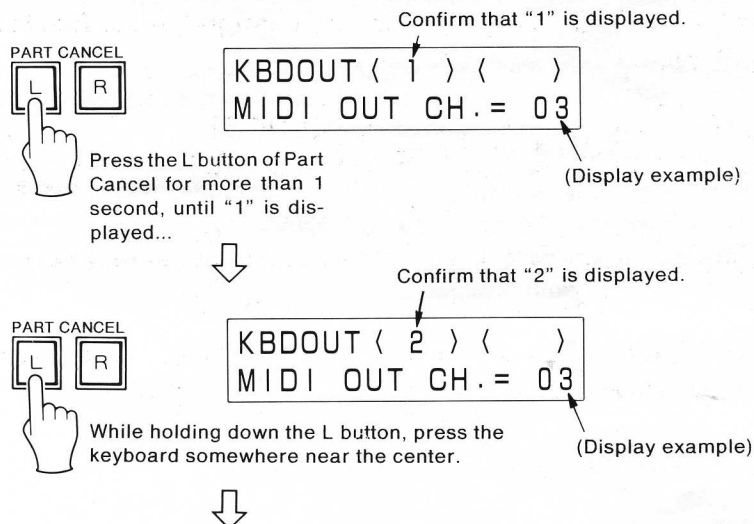 Confirm that “1” is displayed.
PART CANCEL
L R
KBDOUT ⟨ 1 ⟩ ⟨ ⟩
MIDI OUT CH.= 03
Press the L button of Part
Cancel for more than 1
second, until “1” is dis-
played...
(Display example)
Confirm that “2” is displayed.
PART CANCEL
L R
KBDOUT ⟨ 2 ⟩ ⟨ ⟩
MIDI OUT CH.= 03
While holding down the L button, press the
keyboard somewhere near the center.
(Display example)